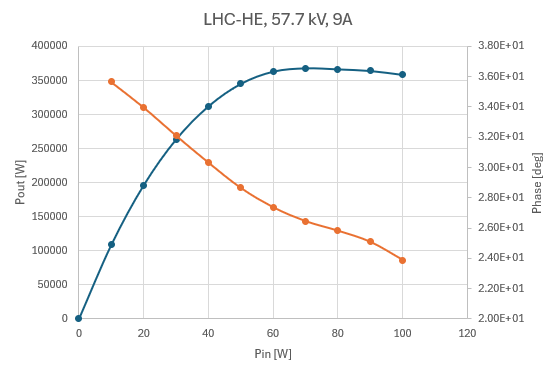 LHC-HE, 57.7 kV, 9A
400000
350000
300000
250000
200000
150000
100000
50000
0
Pout [W]
3.80E+01
3.60E+01
3.40E+01
3.20E+01
3.00E+01
2.80E+01
2.60E+01
2.40E+01
2.20E+01
2.00E+01
Phase [deg]
0 20 40 60 80 100 120
Pin [W]